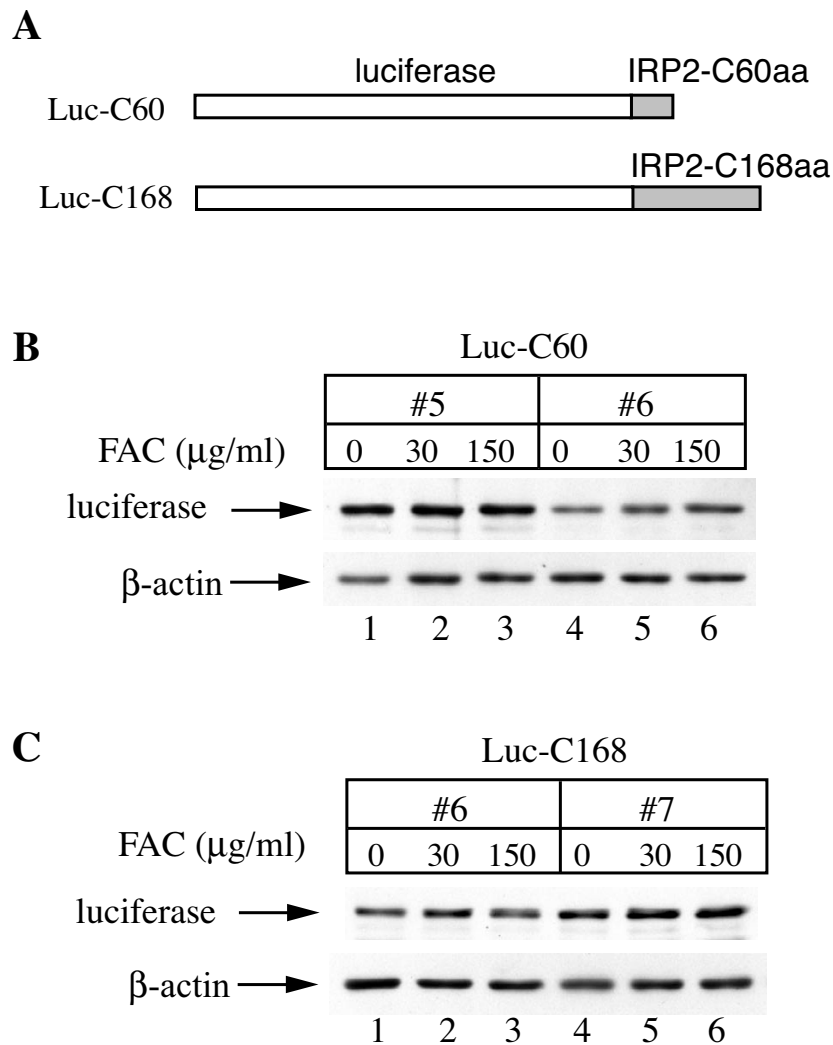 A
luciferase IRP2-C60aa
Luc-C60
IRP2-C168aa
Luc-C168
B
Luc-C60
#5 #6
FAC (μg/ml) 0 30 150 0 30 150
luciferase
β-actin
1 2 3 4 5 6
C
Luc-C168
#6 #7
FAC (μg/ml) 0 30 150 0 30 150
luciferase
β-actin
1 2 3 4 5 6